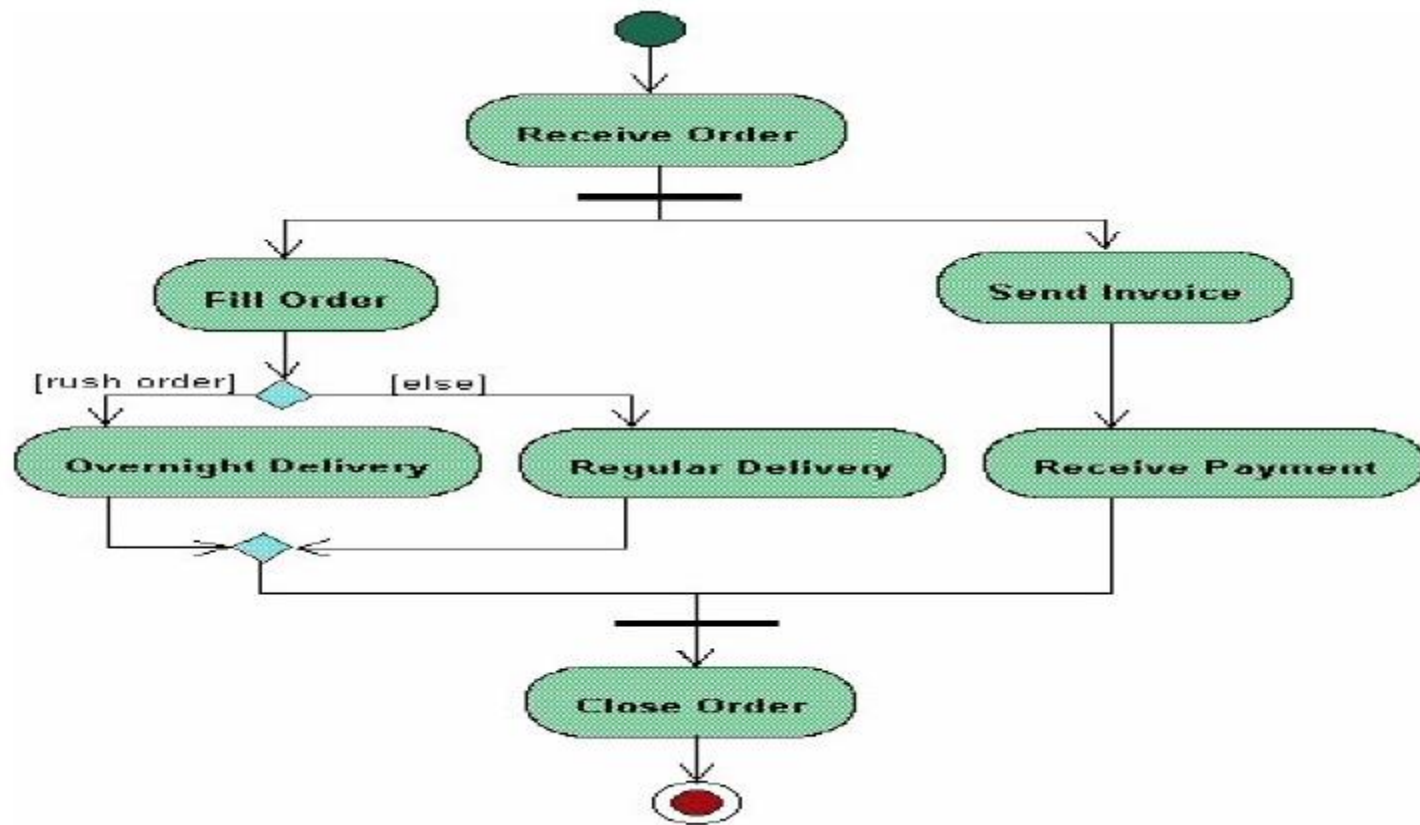 Receive Order
Fill Order
Send Invoice
[rush order]
[else]
Overnight Delivery
Regular Delivery
Receive Payment
Close Order